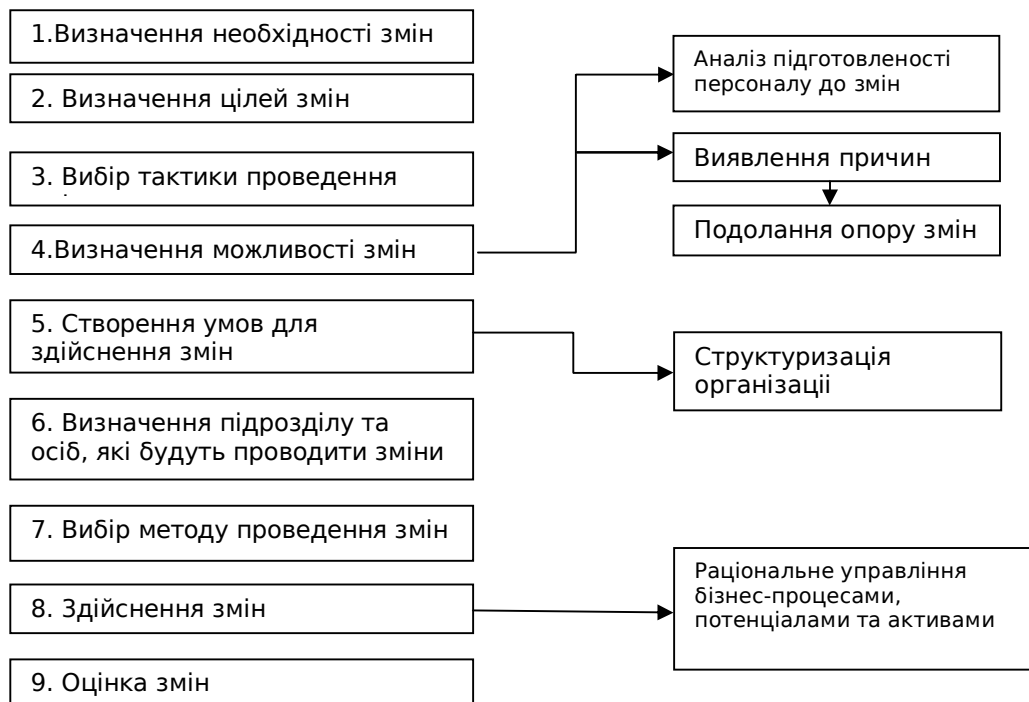 1.Визначення необхідності змін
2. Визначення цілей змін
3. Вибір тактики проведення
4.Визначення можливості змін
5. Створення умов для
здійснення змін
6. Визначення підрозділу та
осіб, які будуть проводити зміни
7. Вибір методу проведення змін
8. Здійснення змін
9. Оцінка змін
Аналіз підготовленості
персоналу до змін
Виявлення причин
Подолання опору змін
Структуризація
організаціі
Раціональне управління
бізнес-процесами,
потенціалами та активами